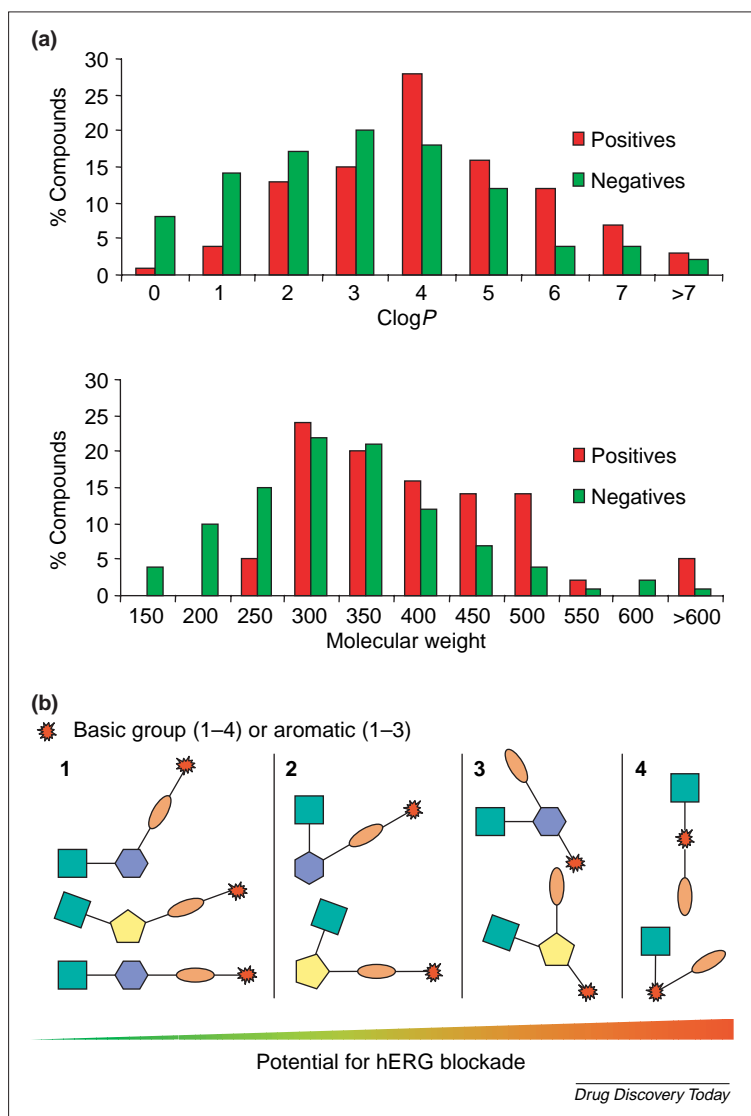 (a)
30
25
20
15
10
5
0
% Compounds
Positives
Negatives
0 1 2 3 4 5 6 7 >7
ClogP
30
25
20
15
10
5
0
% Compounds
Positives
Negatives
150 200 250 300 350 400 450 500 550 600 >600
Molecular weight
(b)
Basic group (1–4) or aromatic (1–3)
1 2 3 4
Potential for hERG blockade
Drug Discovery Today